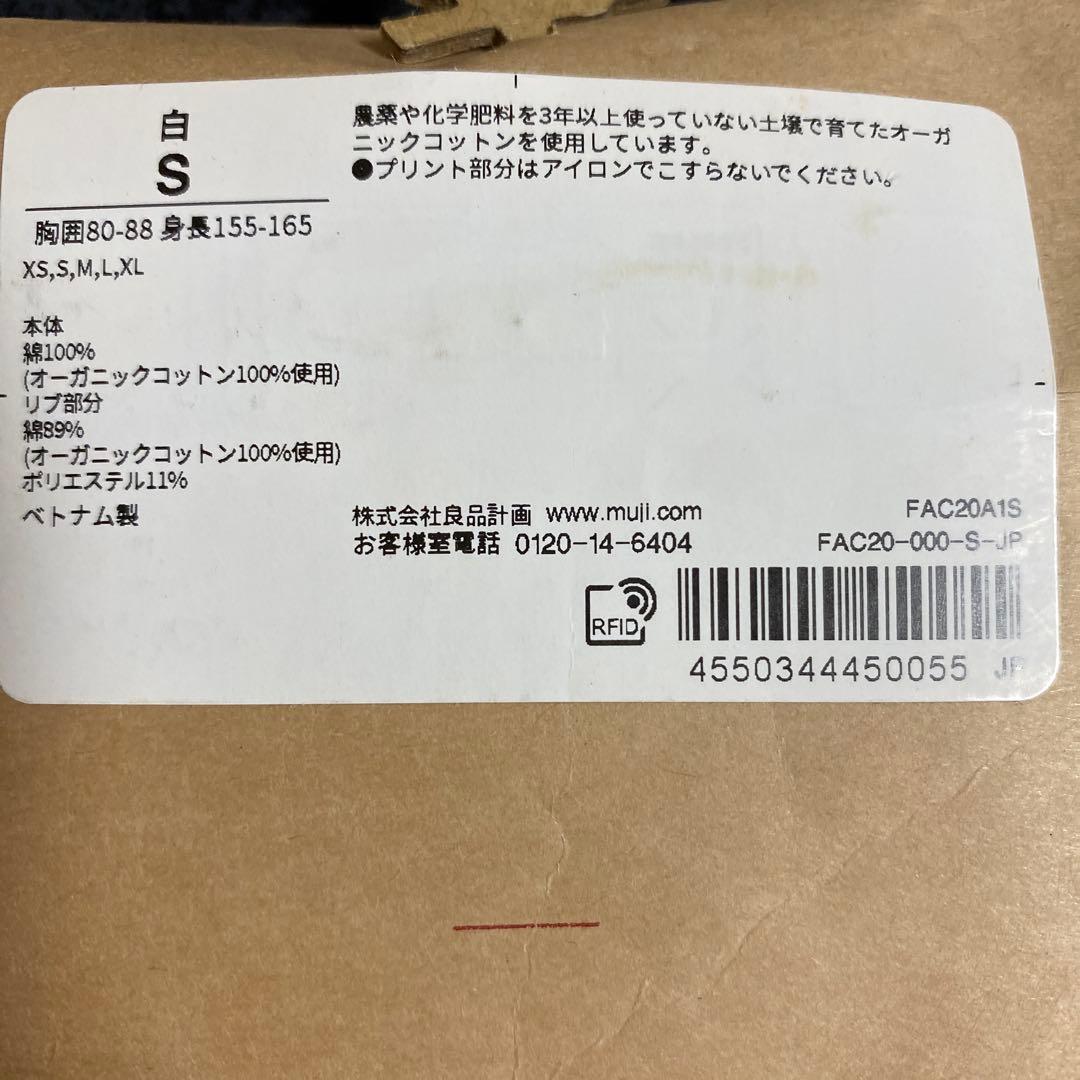 白
S
胸囲80-88 身長155-165
XS,S,M,L,XL
本体
綿100%
(オーガニックコットン100%使用)
リブ部分
綿89%
(オーガニックコットン100%使用)
ポリエステル11%
ベトナム製
農薬や化学肥料を3年以上使っていない土壌で育てたオーガ
ニックコットンを使用しています。
●プリント部分はアイロンでこすらないでください。
株式会社良品計画 www.muji.com
お客様室電話 0120-14-6404
FAC20A1S
FAC20-000-S-JP
RFID
4550344450055 JP